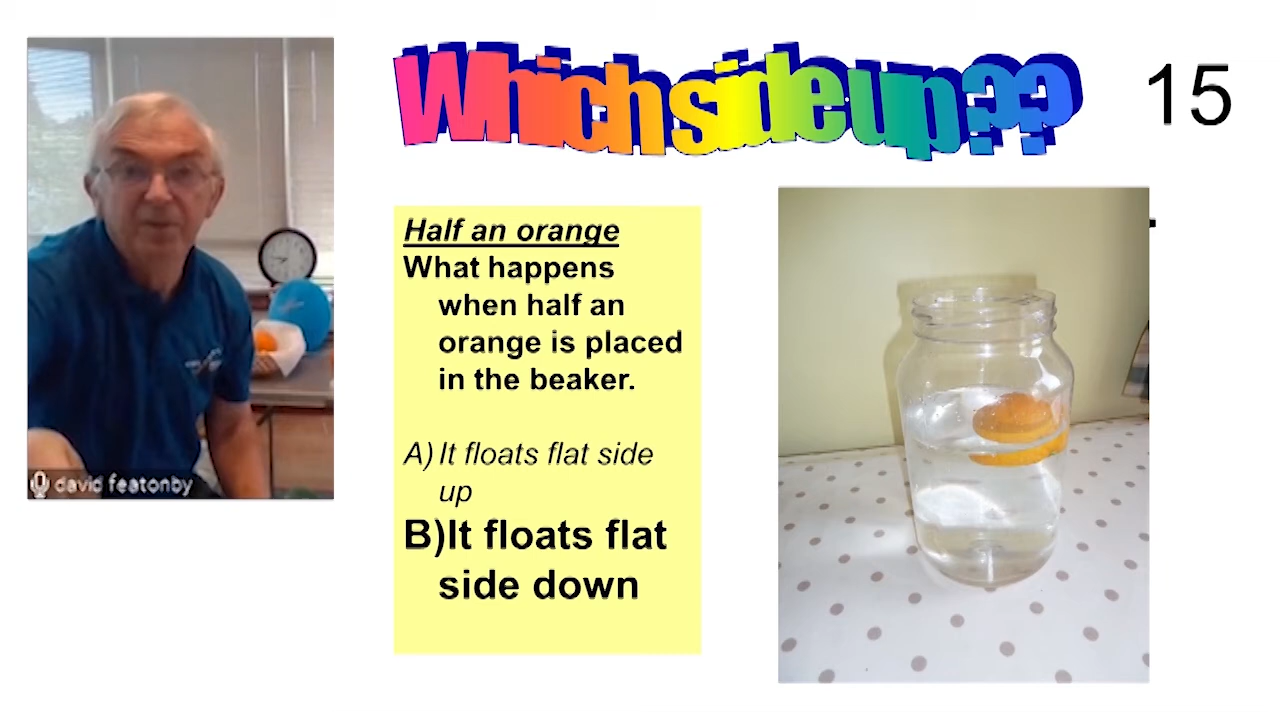 Which side up??
15
Half an orange
What happens
when half an
orange is placed
in the beaker.
A) It floats flat side
up
B)It floats flat
side down
david featonby